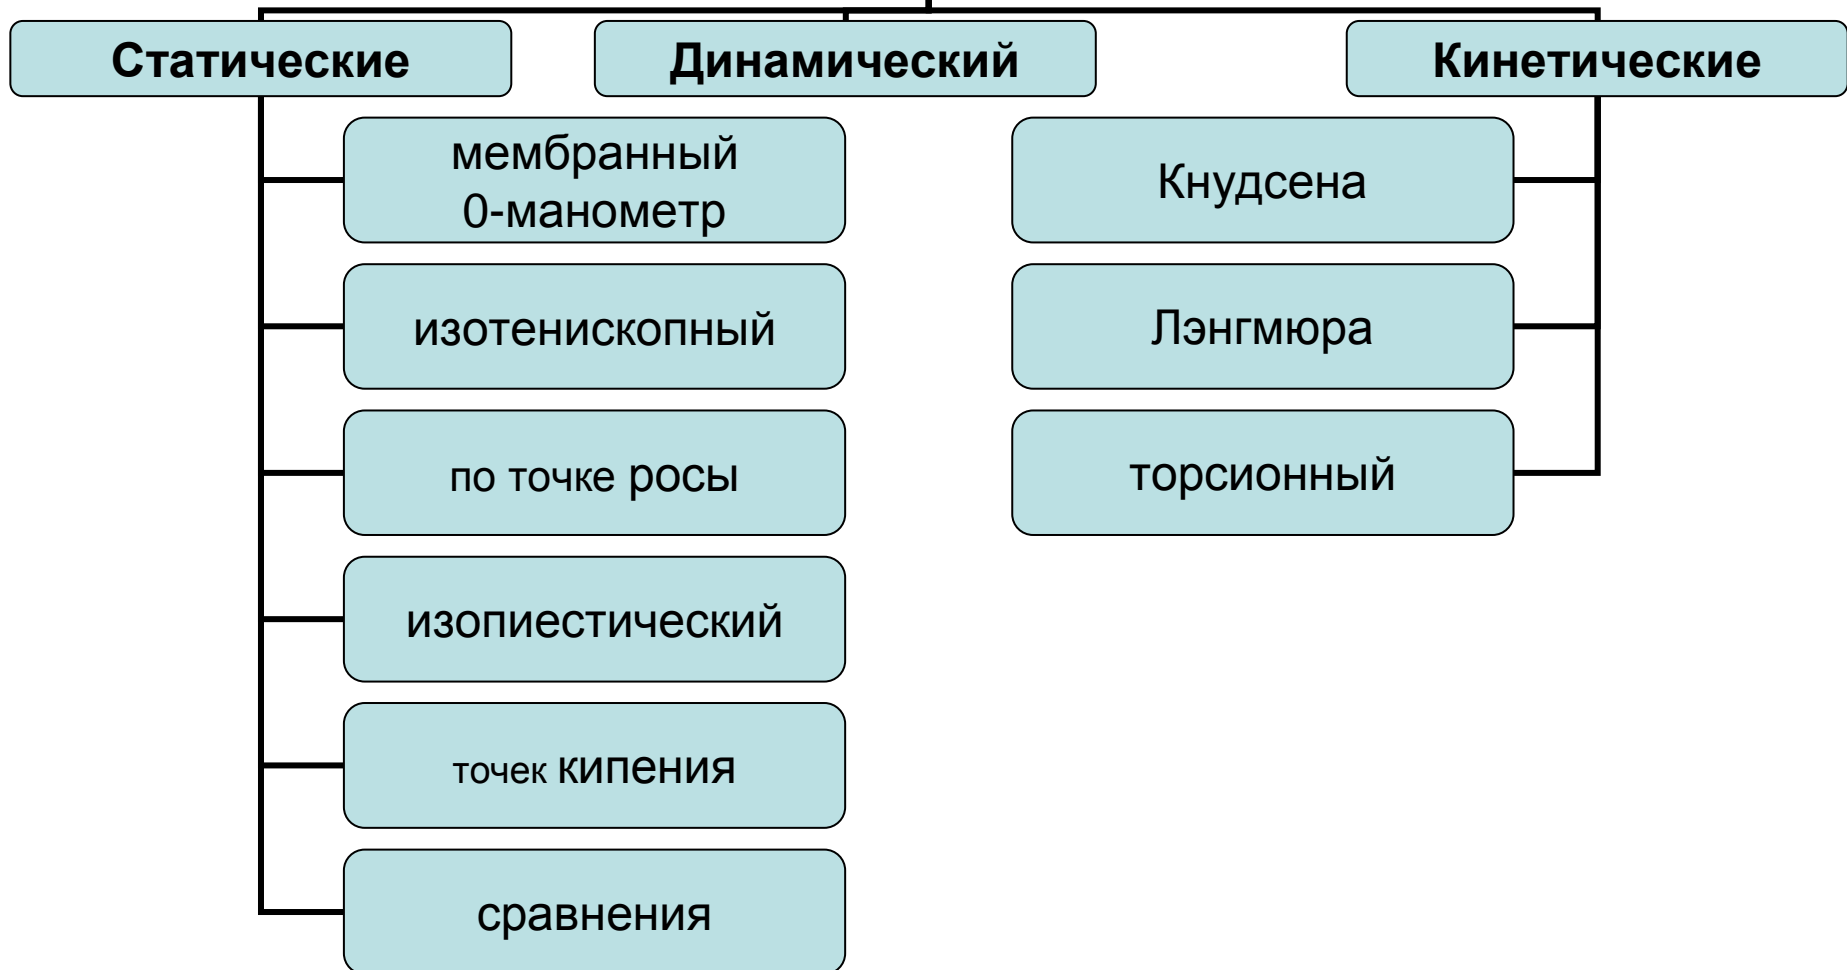 Статические
Динамический
Кинетические
мембранный
0-манометр
изотенископный
по точке росы
изопиестический
точек кипения
сравнения
Кнудсена
Лэнгмюра
торсионный